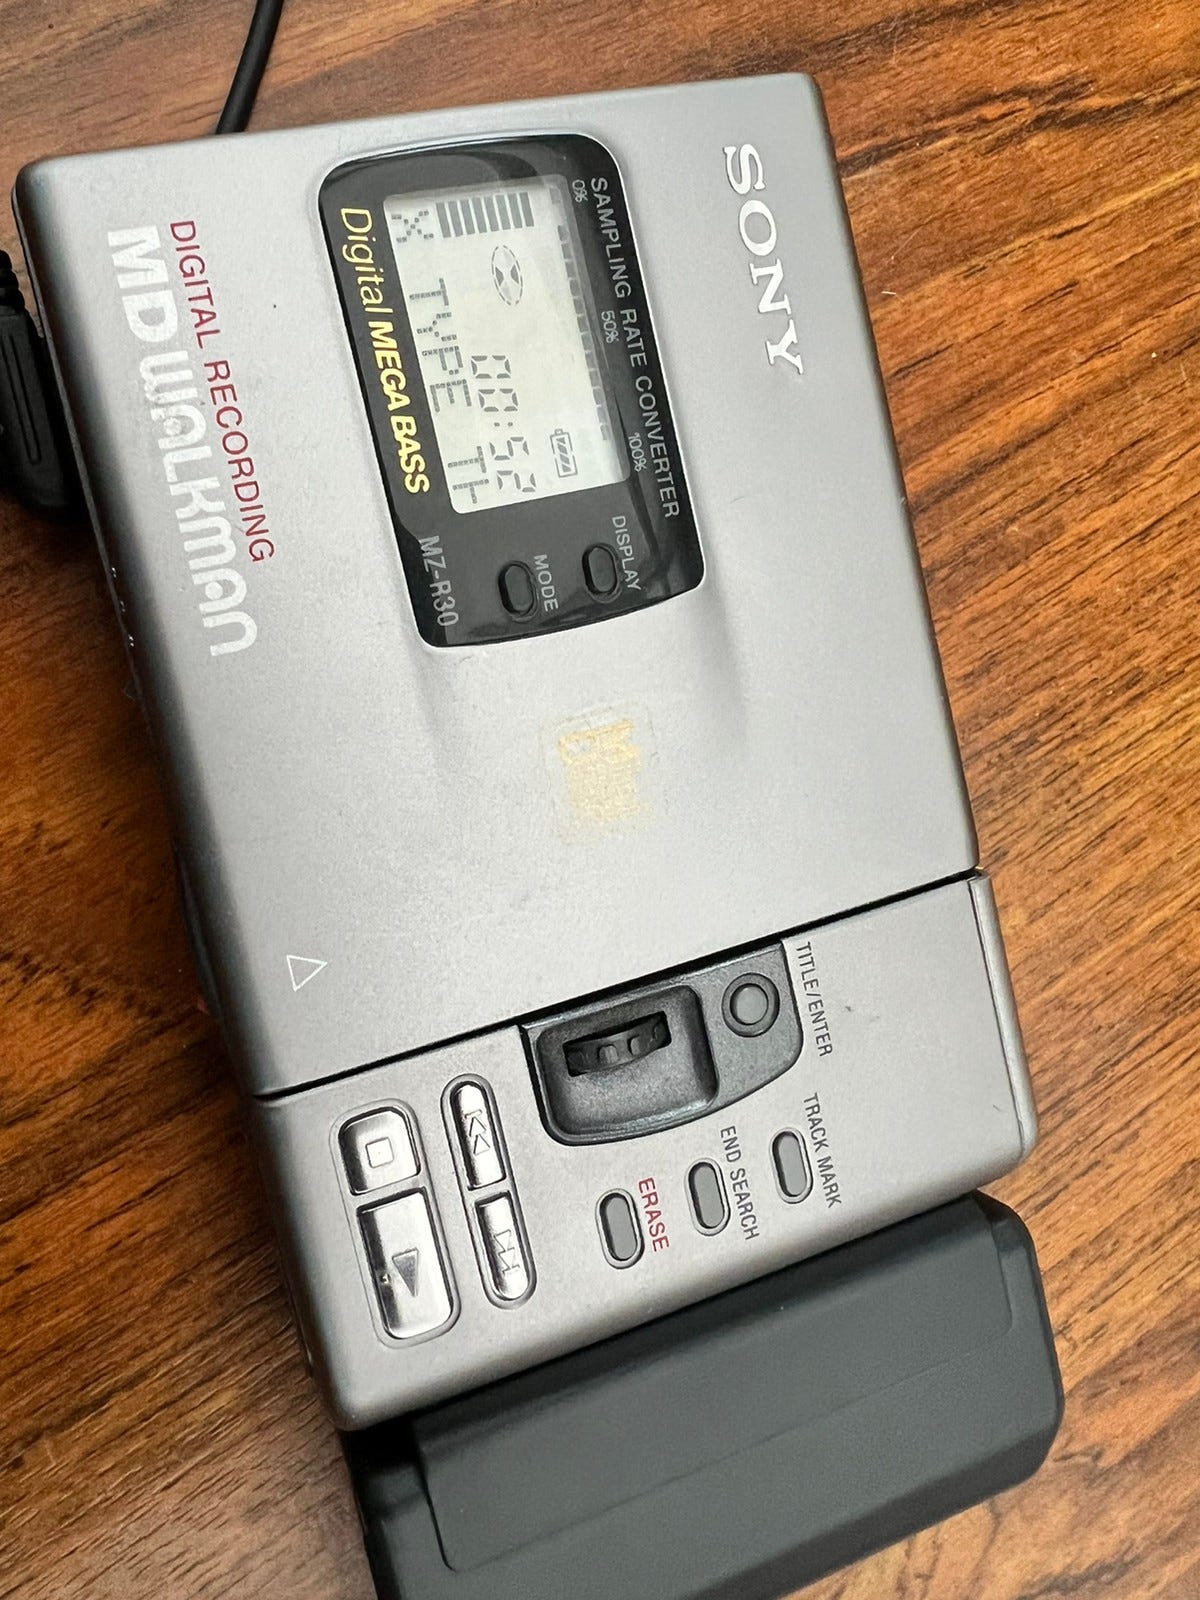 SONY
SAMPLING RATE CONVERTER
0% 50% 100%
00:52
X TYPE
Digital MEGA BASS
DISPLAY
MODE
MZ-R30
DIGITAL RECORDING
MD WALKMAN
TITLE/ENTER
TRACK MARK
END SEARCH
ERASE